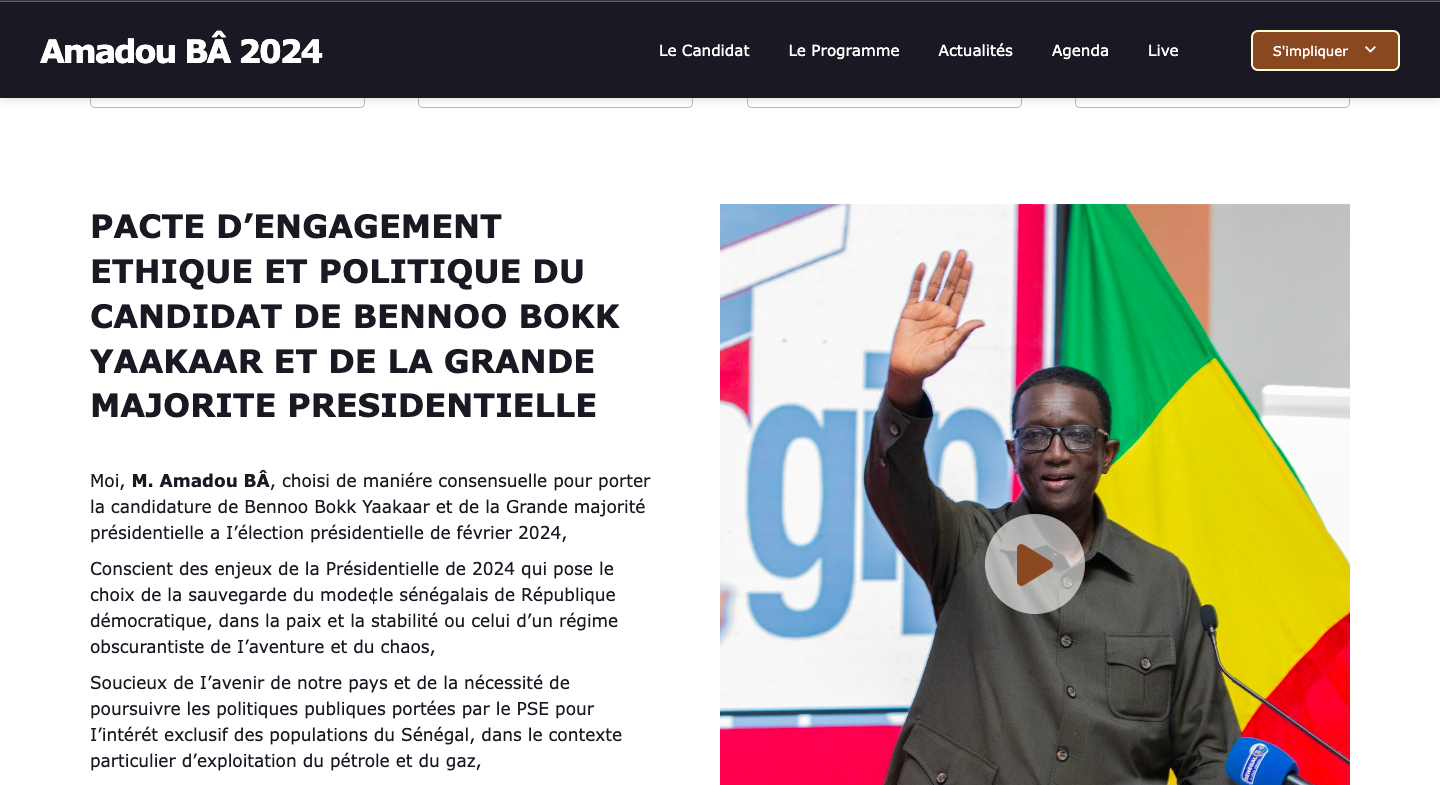 Amadou BÂ 2024
Le Candidat
Le Programme
Actualités
Agenda
Live
S'impliquer
PACTE D’ENGAGEMENT
ETHIQUE ET POLITIQUE DU
CANDIDAT DE BENNOO BOKK
YAAKAAR ET DE LA GRANDE
MAJORITE PRESIDENTIELLE
Moi, M. Amadou BÂ, choisi de maniére consensuelle pour porter
la candidature de Bennoo Bokk Yaakaar et de la Grande majorité
présidentielle a I’élection présidentielle de février 2024,
Conscient des enjeux de la Présidentielle de 2024 qui pose le
choix de la sauvegarde du mode¢le sénégalais de République
démocratique, dans la paix et la stabilité ou celui d’un régime
obscurantiste de I’aventure et du chaos,
Soucieux de I’avenir de notre pays et de la nécessité de
poursuivre les politiques publiques portées par le PSE pour
I’intérét exclusif des populations du Sénégal, dans le contexte
particulier d’exploitation du pétrole et du gaz,